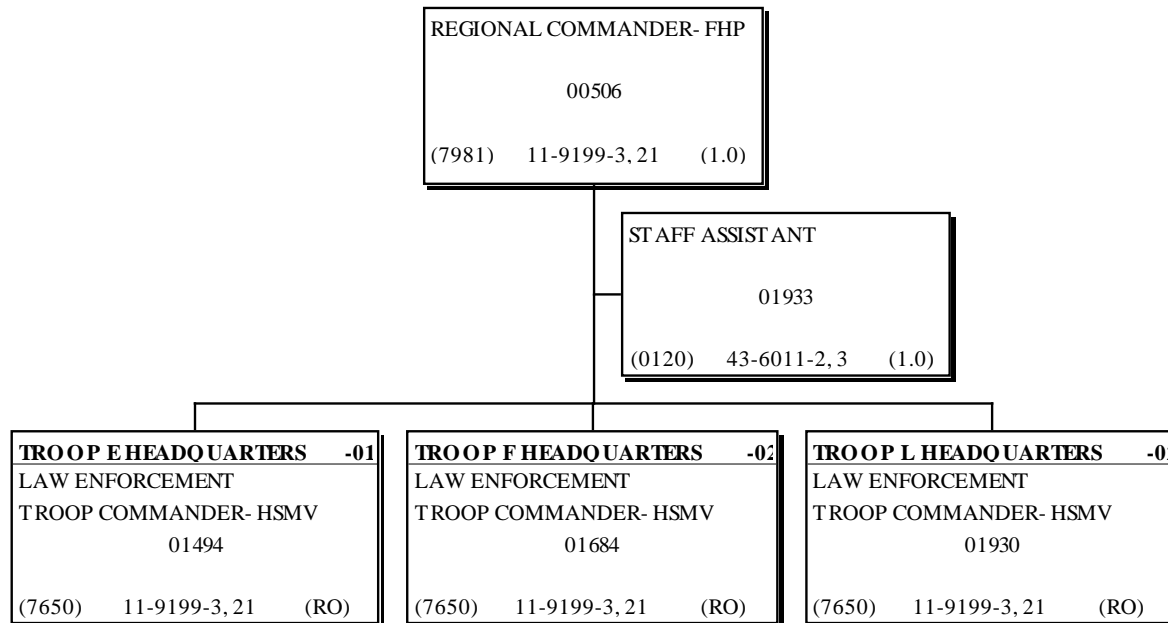 REGIONAL COMMANDER- FHP
00506
(7981) 11-9199-3, 21 (1.0)
STAFF ASSISTANT
01933
(0120) 43-6011-2, 3 (1.0)
TROOP E HEADQUARTERS -01
LAW ENFORCEMENT
TROOP COMMANDER- HSMV
01494
(7650) 11-9199-3, 21 (RO)
TROOP F HEADQUARTERS -02
LAW ENFORCEMENT
TROOP COMMANDER- HSMV
01684
(7650) 11-9199-3, 21 (RO)
TROOP L HEADQUARTERS
LAW ENFORCEMENT
TROOP COMMANDER- HSMV
01930
(7650) 11-9199-3, 21 (RO)